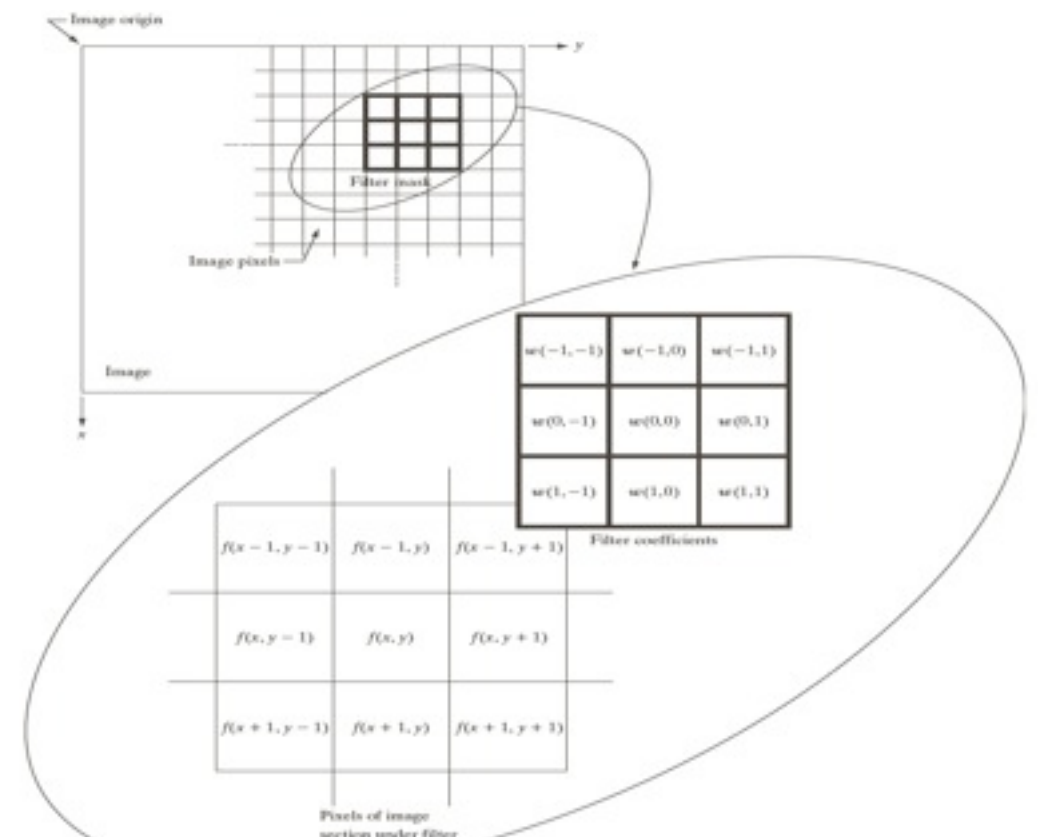 Image origin
y
Filter mask
Image pixels
Image
x
w(−1,−1) w(−1,0) w(−1,1)
w(0,−1) w(0,0) w(0,1)
w(1,−1) w(1,0) w(1,1)
Filter coefficients
f(x − 1, y − 1) f(x − 1, y) f(x − 1, y + 1)
f(x, y − 1) f(x, y) f(x, y + 1)
f(x + 1, y − 1) f(x + 1, y) f(x + 1, y + 1)
Pixels of image
section under filter